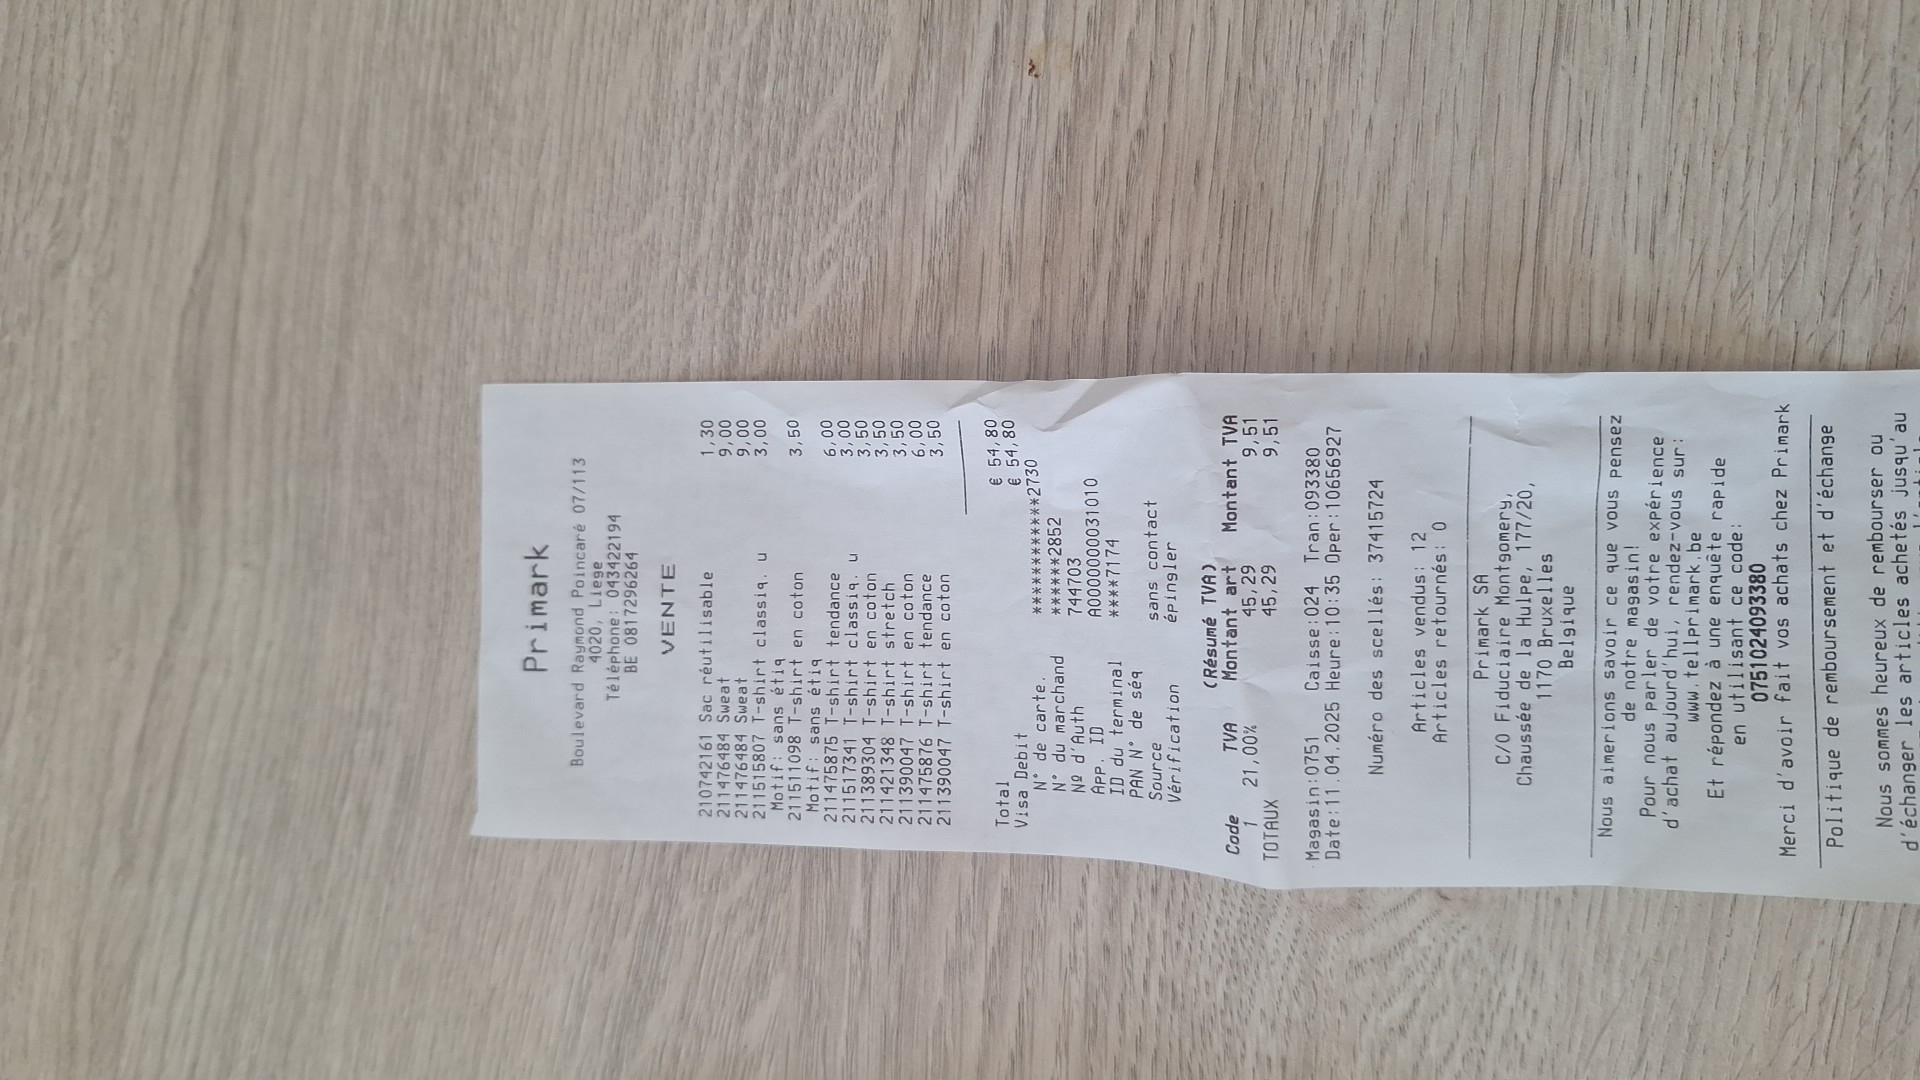 Primark
Boulevard Raymond Poincaré 07/113
4020, Liege
Téléphone: 043422194
BE 0817296264
VENTE
210742161 Sac réutilisable 1,30
211476484 Sweat 9,00
211476484 Sweat 9,00
211515807 T-shirt classiq. u 3,00
Motif: sans étiq
211511098 T-shirt en coton 3,50
Motif: sans étiq
211475875 T-shirt tendance 6,00
211517341 T-shirt classiq. u 3,00
211389304 T-shirt en coton 3,50
211421348 T-shirt stretch 3,50
211390047 T-shirt en coton 3,50
211475876 T-shirt tendance 6,00
211390047 T-shirt en coton 3,50
Total € 54,80
Visa Debit € 54,80
N° de carte. ************2730
N° du marchand ******2852
Nº d'Auth 744703
App. ID A0000000031010
ID du terminal ****7174
PAN N° de séq
Source sans contact
Vérification épingler
(Résumé TVA)
Code TVA Montant art Montant TVA
1 21,00% 45,29 9,51
TOTAUX 45,29 9,51
Magasin:0751 Caisse:024 Tran:093380
Date:11.04.2025 Heure:10:35 Oper:10656927
Numéro des scellés: 37415724
Articles vendus: 12
Articles retournés: 0
Primark SA
C/O Fiduciaire Montgomery,
Chaussée de la Hulpe, 177/20,
1170 Bruxelles
Belgique
Nous aimerions savoir ce que vous pensez
de notre magasin!
Pour nous parler de votre expérience
d'achat aujourd'hui, rendez-vous sur:
www.tellprimark.be
Et répondez à une enquête rapide
en utilisant ce code:
075102409​3380
Merci d'avoir fait vos achats chez Primark
Politique de remboursement et d'échange
Nous sommes heureux de rembourser ou
d'échanger les articles achetés jusqu'au